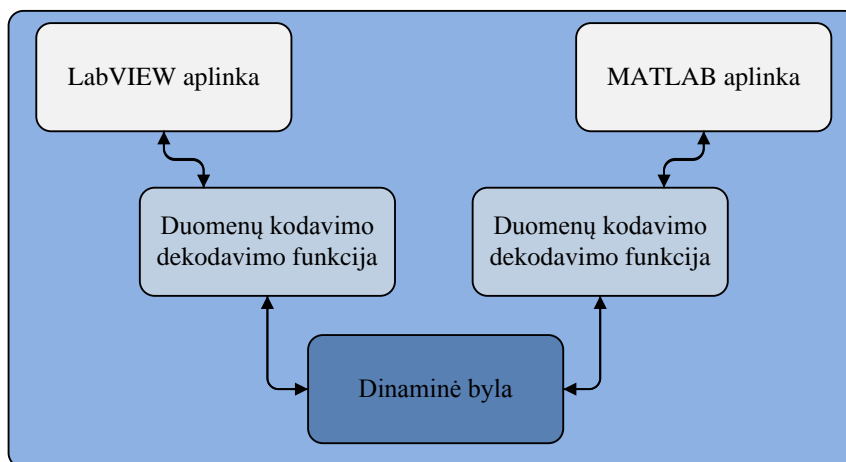 LabVIEW aplinka
MATLAB aplinka
Duomenų kodavimo
dekodavimo funkcija
Duomenų kodavimo
dekodavimo funkcija
Dinaminė byla